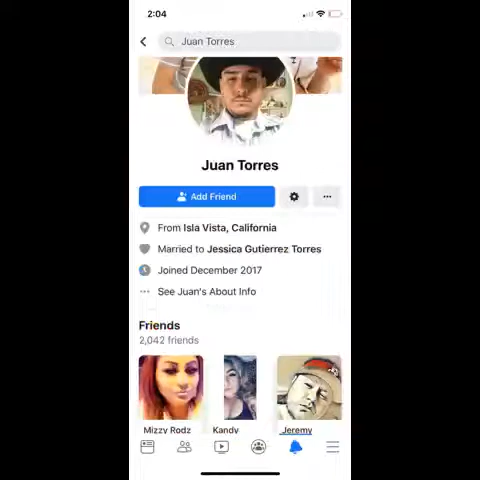 2:04
Juan Torres
Juan Torres
Add Friend
From Isla Vista, California
Married to Jessica Gutierrez Torres
Joined December 2017
See Juan's About Info
Friends
2,042 friends
Mizzy Rodz Kandy Jeremy